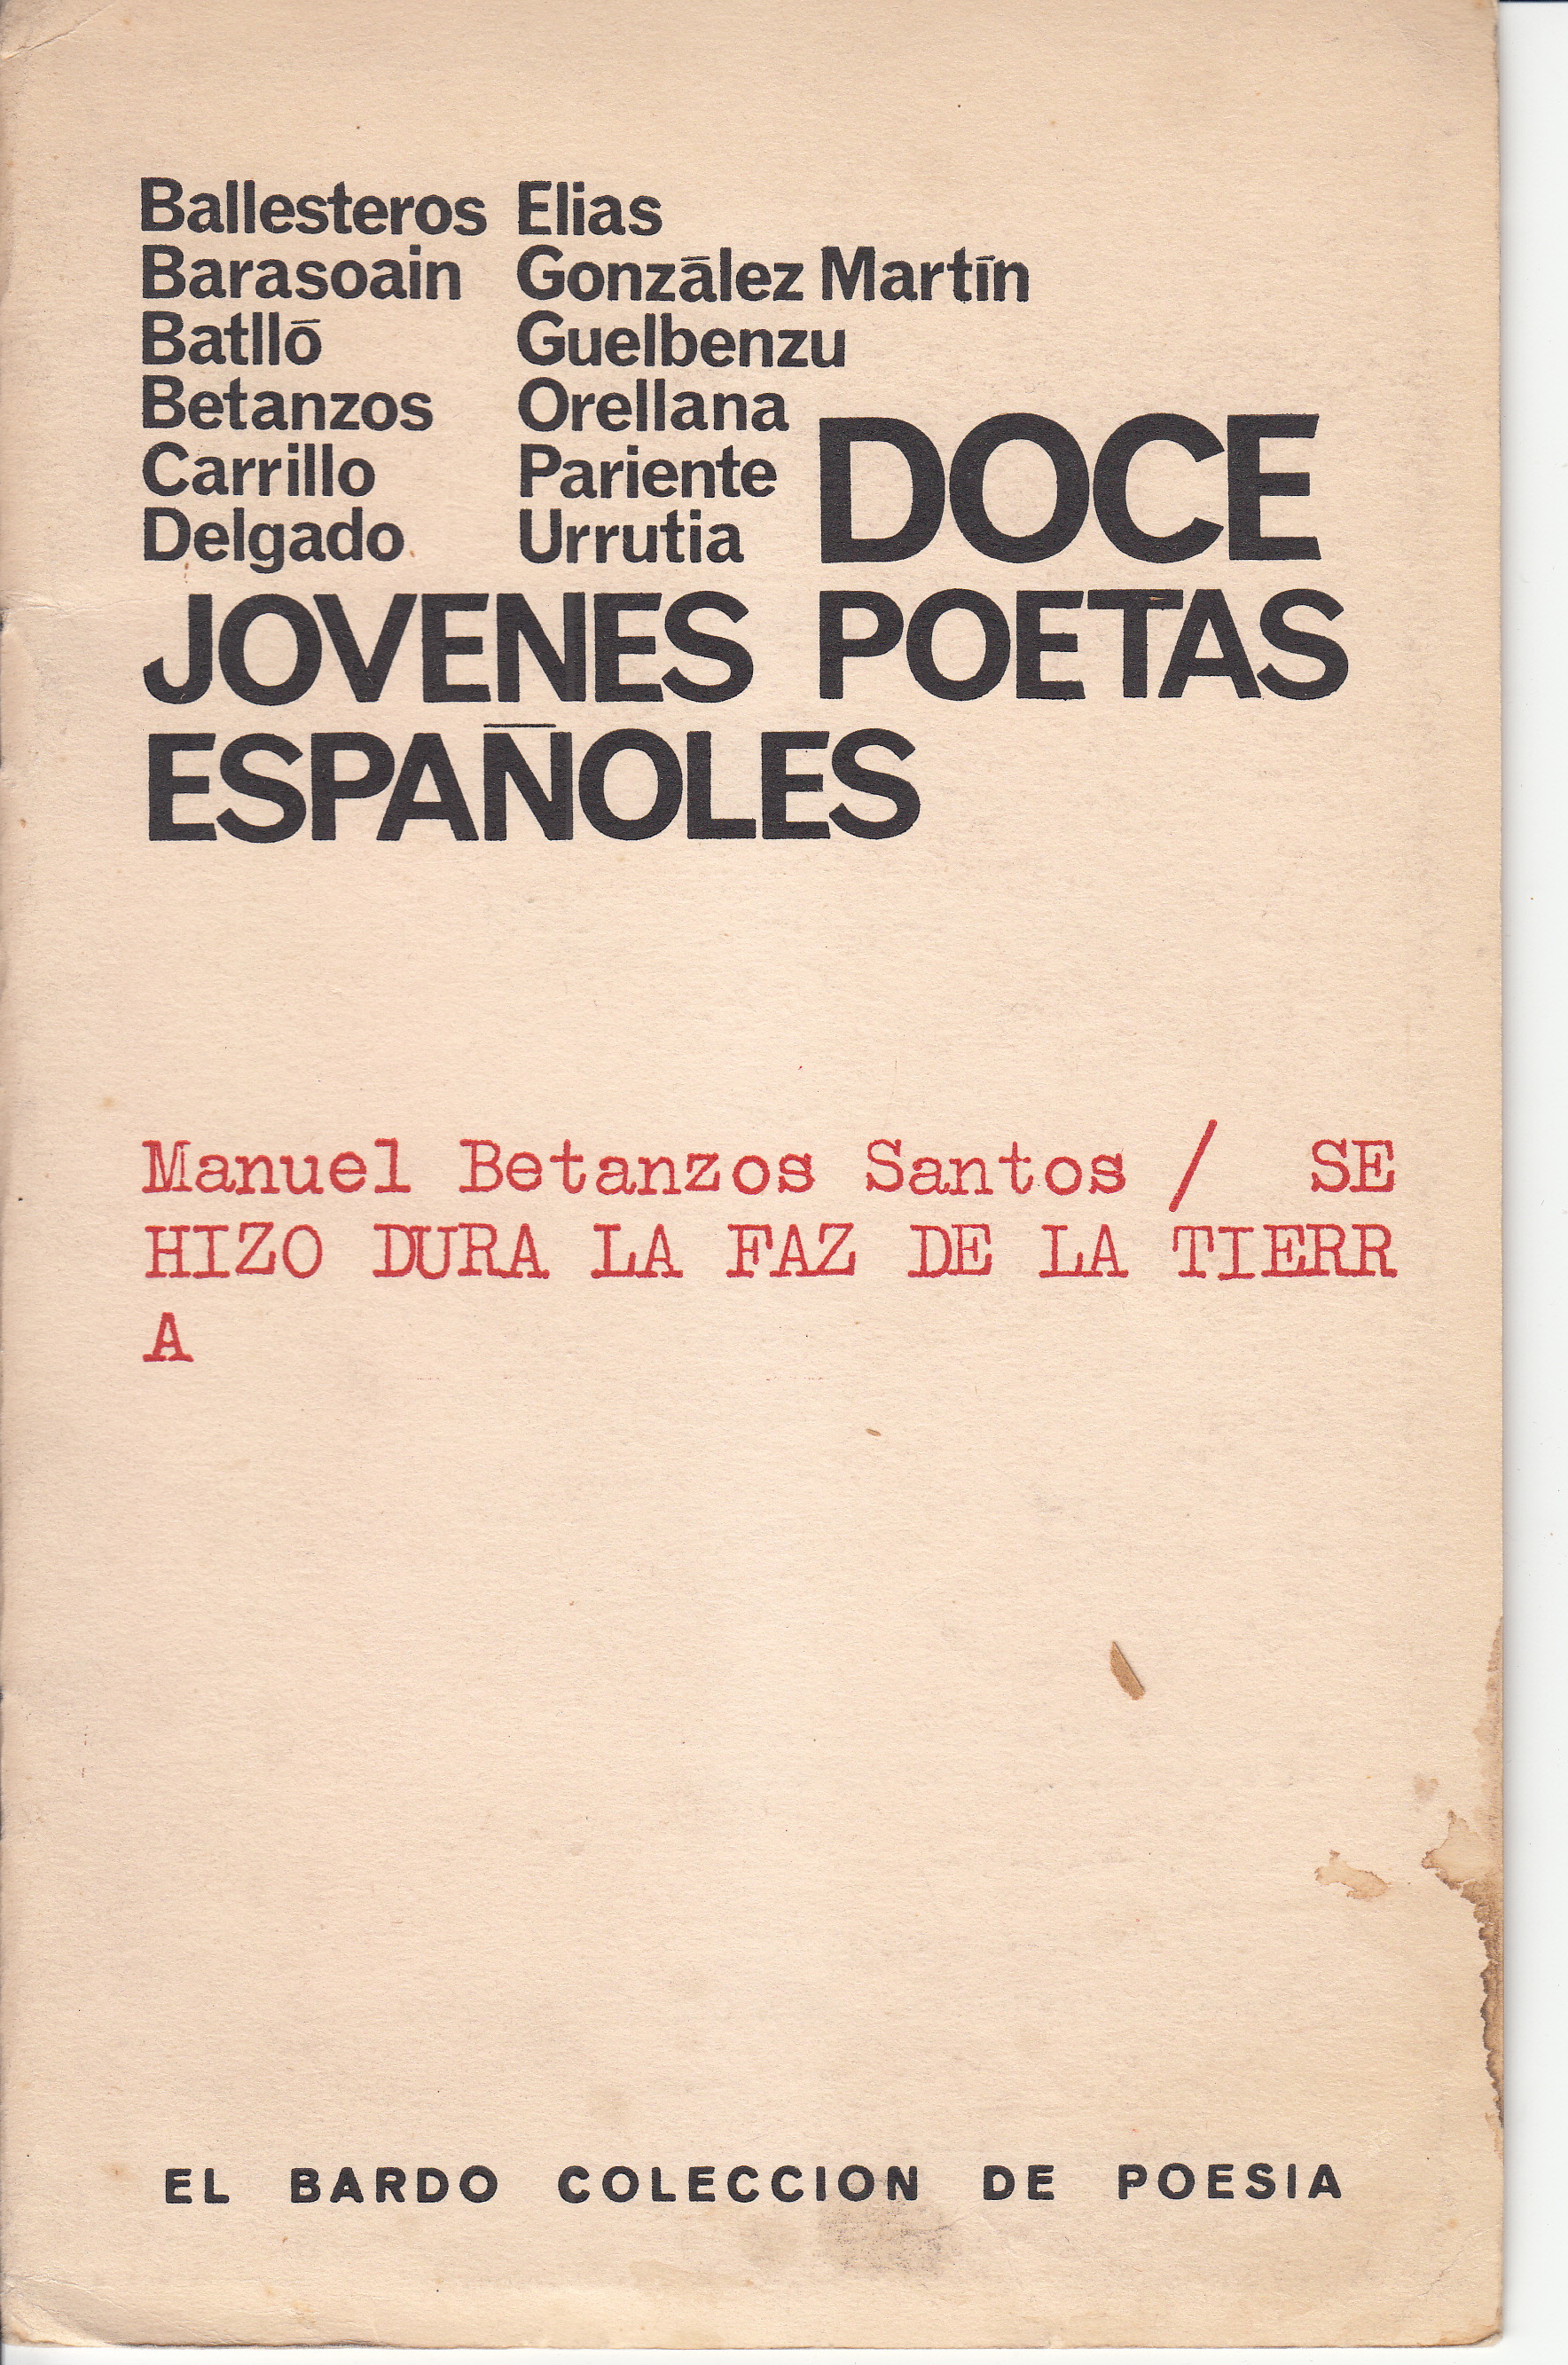 Ballesteros Elias
Barasoain González Martín
Batlló Guelbenzu
Betanzos Orellana
Carrillo Pariente
Delgado Urrutia DOCE
JOVENES POETAS
ESPAÑOLES
Manuel Betanzos Santos / SE
HIZO DURA LA FAZ DE LA TIERR
A
EL BARDO COLECCION DE POESIA